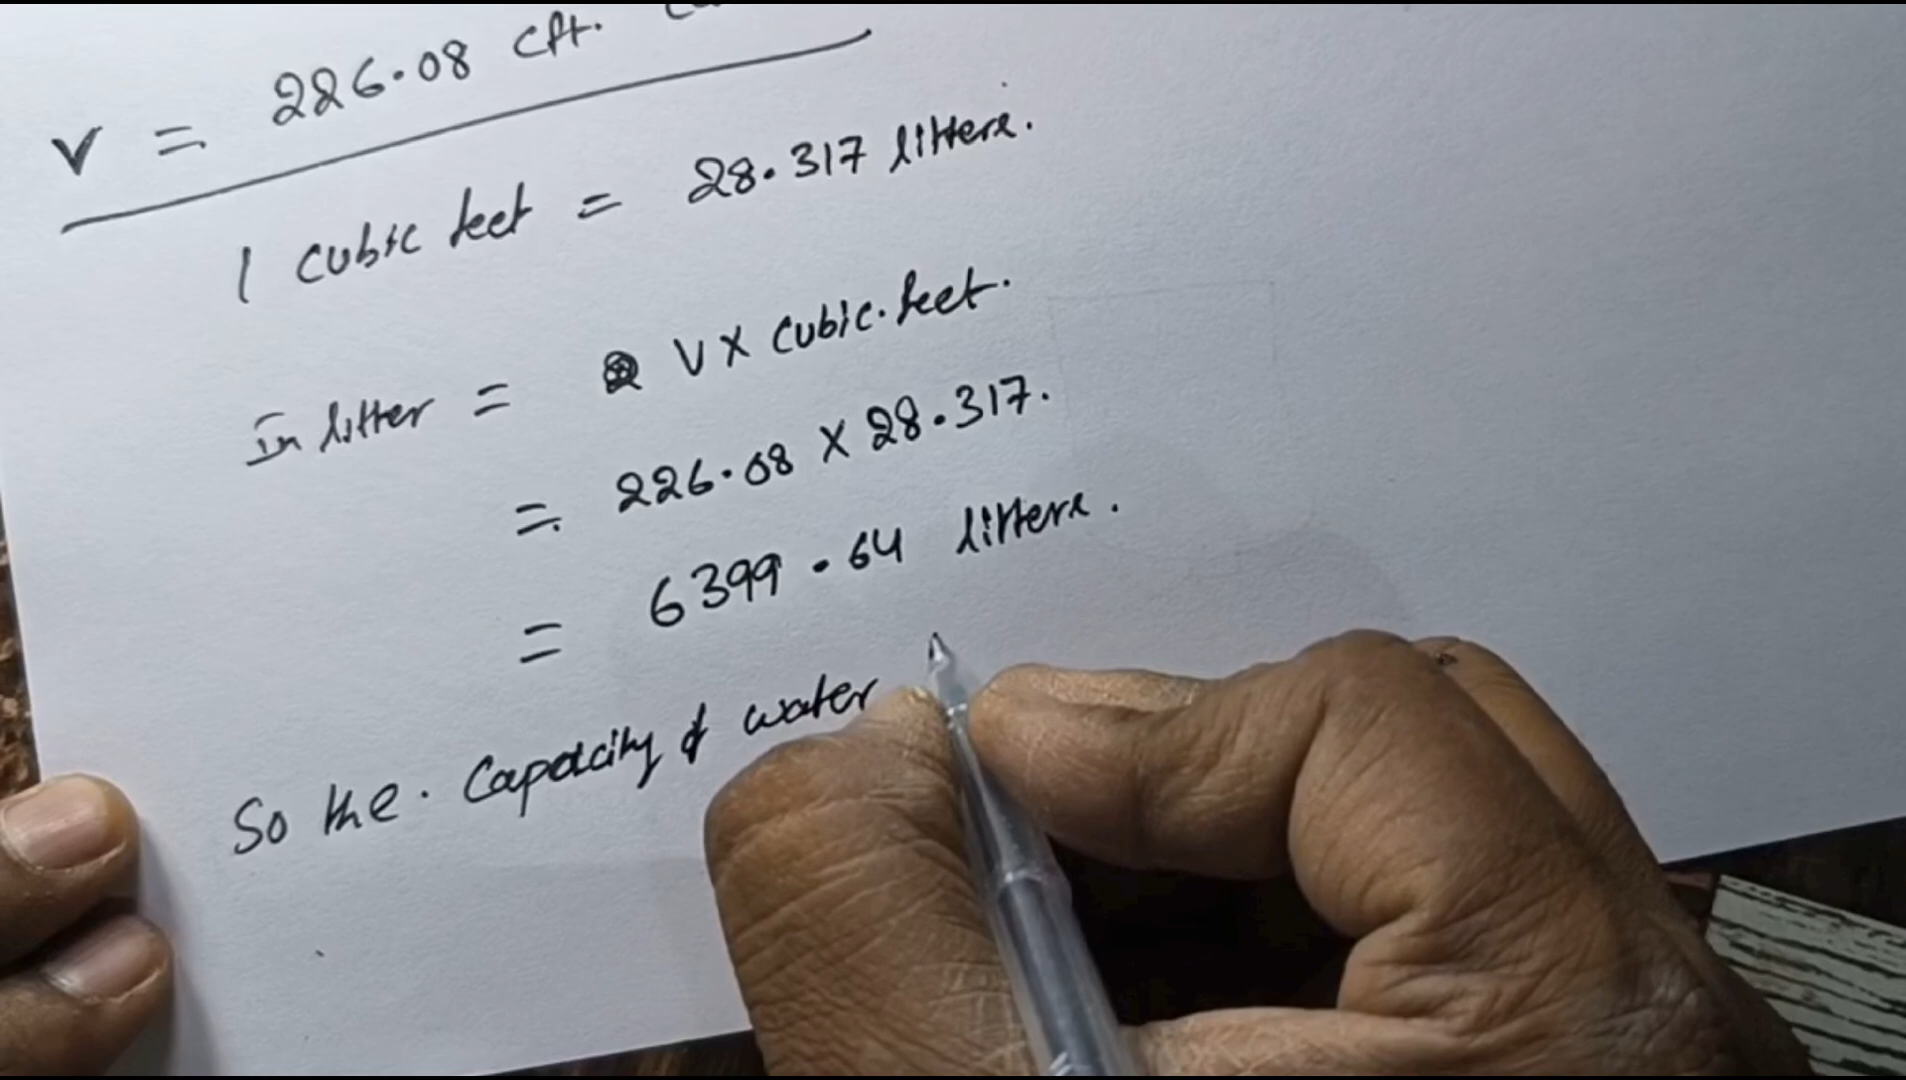 V = 226.08 cft.
1 cubic feet = 28.317 litters.
In litter = V X cubic.feet.
= 226.08 X 28.317.
= 6399.64 litters.
So the. Capacity of water